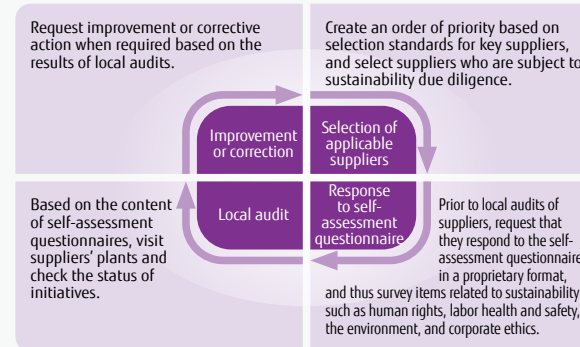 Request improvement or corrective
action when required based on the
results of local audits.
Create an order of priority based on
selection standards for key suppliers,
and select suppliers who are subject to
sustainability due diligence.
Improvement
or correction
Selection of
applicable
suppliers
Local audit
Response
to self-
assessment
questionnaire
Based on the content
of self-assessment
questionnaires, visit
suppliers' plants and
check the status of
initiatives.
Prior to local audits of
suppliers, request that
they respond to the self-
assessment questionnaire
in a proprietary format,
and thus survey items related to sustainability
such as human rights, labor health and safety,
the environment, and corporate ethics.